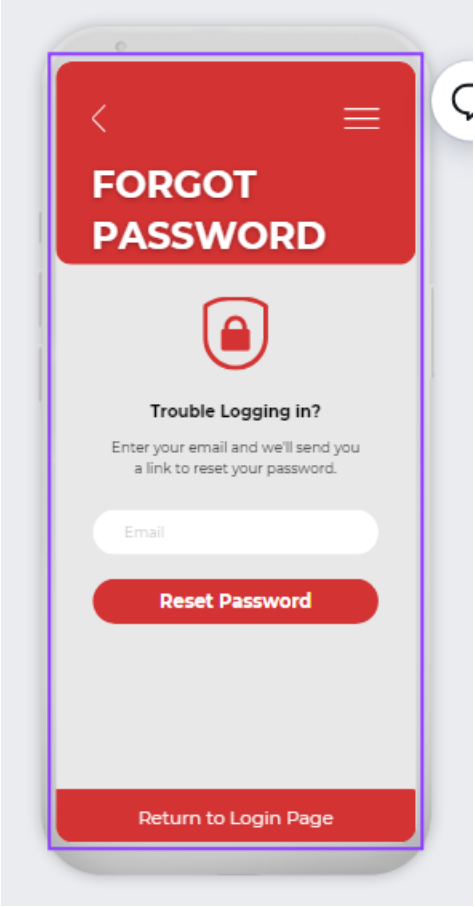 FORGOT
PASSWORD
Trouble Logging in?
Enter your email and we'll send you
a link to reset your password.
Email
Reset Password
Return to Login Page